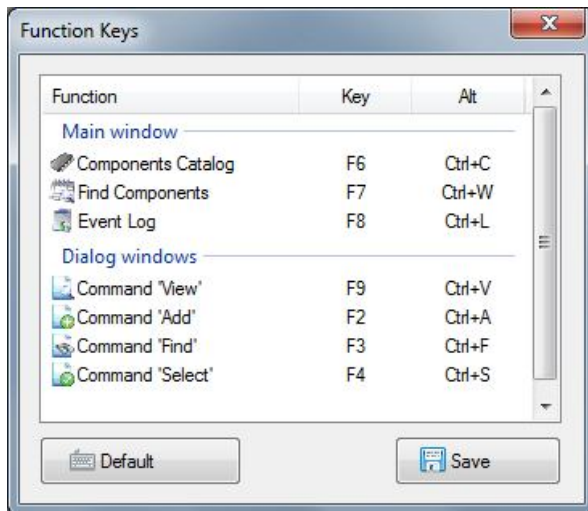 Function Keys
Function Key Alt
Main window
Components Catalog F6 Ctrl+C
Find Components F7 Ctrl+W
Event Log F8 Ctrl+L
Dialog windows
Command 'View' F9 Ctrl+V
Command 'Add' F2 Ctrl+A
Command 'Find' F3 Ctrl+F
Command 'Select' F4 Ctrl+S
Default Save